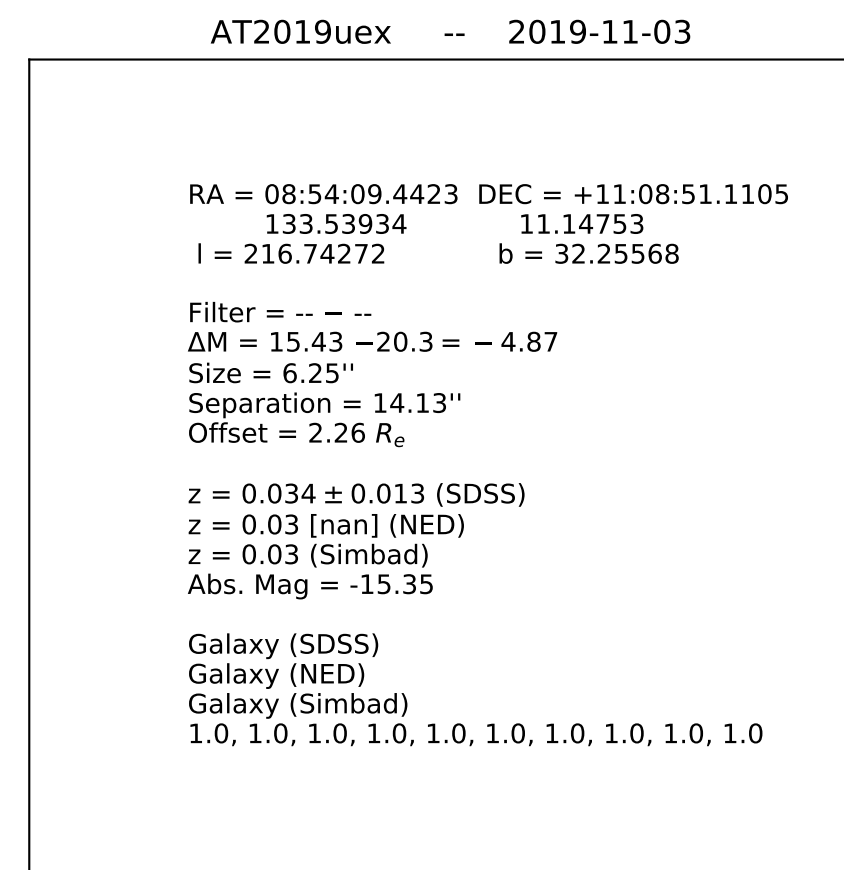 AT2019uex -- 2019-11-03
RA = 08:54:09.4423 DEC = +11:08:51.1105
133.53934 11.14753
l = 216.74272 b = 32.25568
Filter = -- − --
ΔM = 15.43 −20.3 = − 4.87
Size = 6.25''
Separation = 14.13''
Offset = 2.26 Rₑ
z = 0.034 ± 0.013 (SDSS)
z = 0.03 [nan] (NED)
z = 0.03 (Simbad)
Abs. Mag = -15.35
Galaxy (SDSS)
Galaxy (NED)
Galaxy (Simbad)
1.0, 1.0, 1.0, 1.0, 1.0, 1.0, 1.0, 1.0, 1.0, 1.0